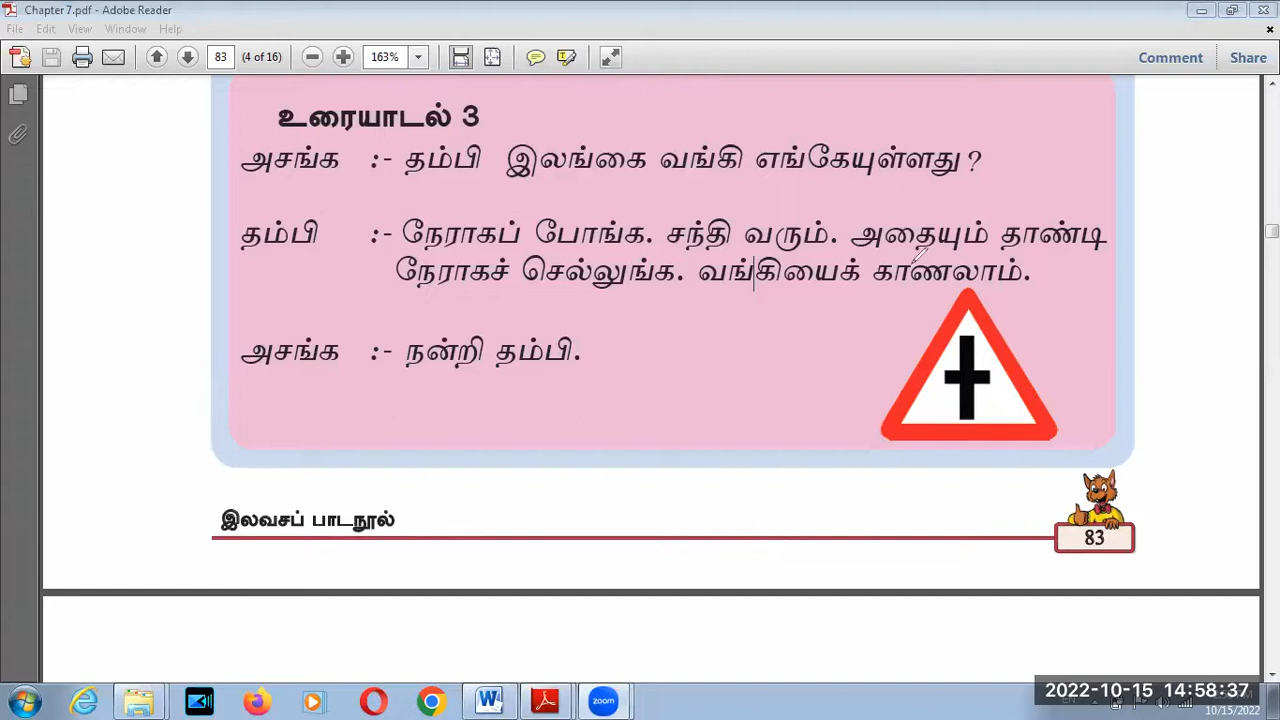 Chapter 7.pdf - Adobe Reader
File Edit View Window Help
83 (4 of 16) 163% Comment Share
உரையாடல் 3
அசங்க :- தம்பி இலங்கை வங்கி எங்கேயுள்ளது ?
தம்பி :- நேராகப் போங்க. சந்தி வரும். அதையும் தாண்டி
நேராகச் செல்லுங்க. வங்கியைக் காணலாம்.
அசங்க :- நன்றி தம்பி.
இலவசப் பாடநூல்
83
zoom
2022-10-15 14:58:37
10/15/2022